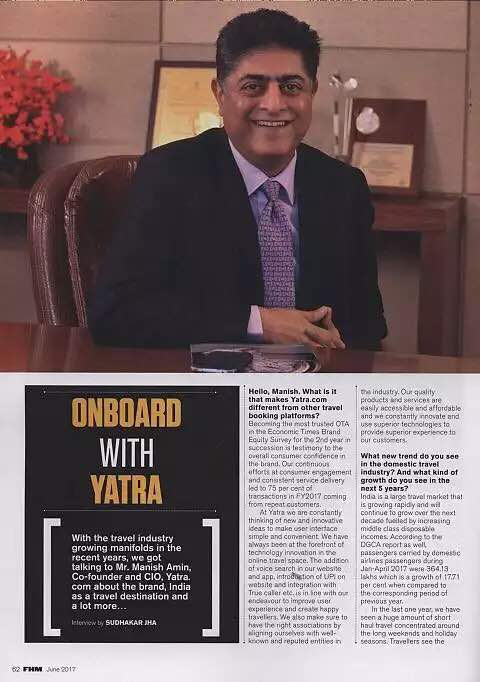 ONBOARD
WITH
YATRA
With the travel industry
growing manifolds in the
recent years, we got
talking to Mr. Manish Amin,
Co-founder and CIO, Yatra.
com about the brand, India
as a travel destination and
a lot more...
Interview by SUDHAKAR JHA
Hello, Manish. What is it
that makes Yatra.com
different from other travel
booking platforms?
Becoming the most trusted OTA
in the Economic Times Brand
Equity Survey for the 2nd year in
succession is testimony to the
overall consumer confidence in
the brand. Our continuous
efforts at consumer engagement
and consistent service delivery
led to 75 per cent of
transactions in FY2017 coming
from repeat customers.
At Yatra we are constantly
thinking of new and innovative
ideas to make user interface
simple and convenient. We have
always been at the forefront of
technology innovation in the
online travel space. The addition
of voice search in our website
and app, introduction of UPI on
website and integration with
True caller etc. is in line with our
endeavour to improve user
experience and create happy
travellers. We also make sure to
have the right associations by
aligning ourselves with well-
known and reputed entities in
the industry. Our quality
products and services are
easily accessible and affordable
and we constantly innovate and
use superior technologies to
provide superior experience to
our customers.
What new trend do you see
in the domestic travel
industry? And what kind of
growth do you see in the
next 5 years?
India is a large travel market that
is growing rapidly and will
continue to grow over the next
decade fuelled by increasing
middle class disposable
incomes. According to the
DGCA report as well,
passengers carried by domestic
airlines passengers during
Jan-April 2017 were 364.13
lakhs which is a growth of 17.71
per cent when compared to
the corresponding period of
previous year.
In the last one year, we have
seen a huge amount of short
haul travel concentrated around
the long weekends and holiday
seasons. Travellers see the
62 FHM June 2017